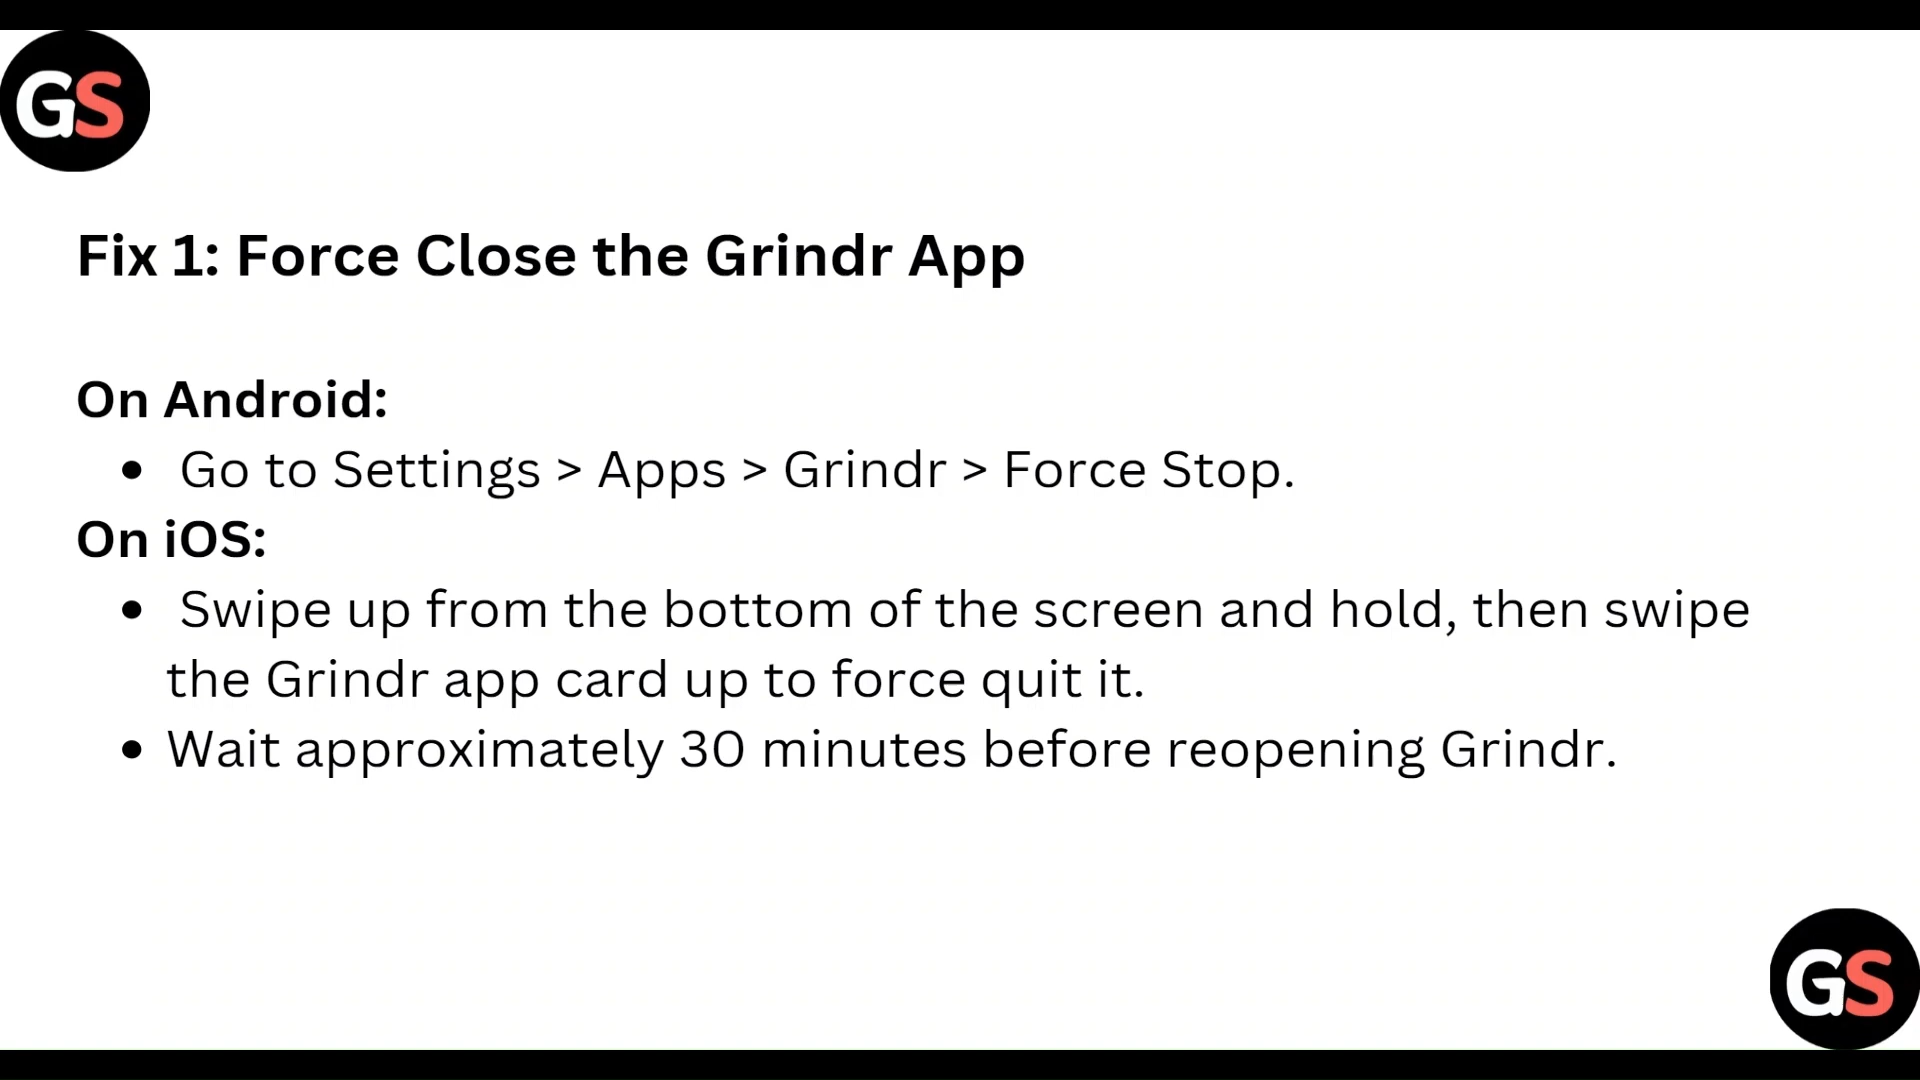 GS
Fix 1: Force Close the Grindr App
On Android:
• Go to Settings > Apps > Grindr > Force Stop.
On iOS:
• Swipe up from the bottom of the screen and hold, then swipe
the Grindr app card up to force quit it.
• Wait approximately 30 minutes before reopening Grindr.
GS